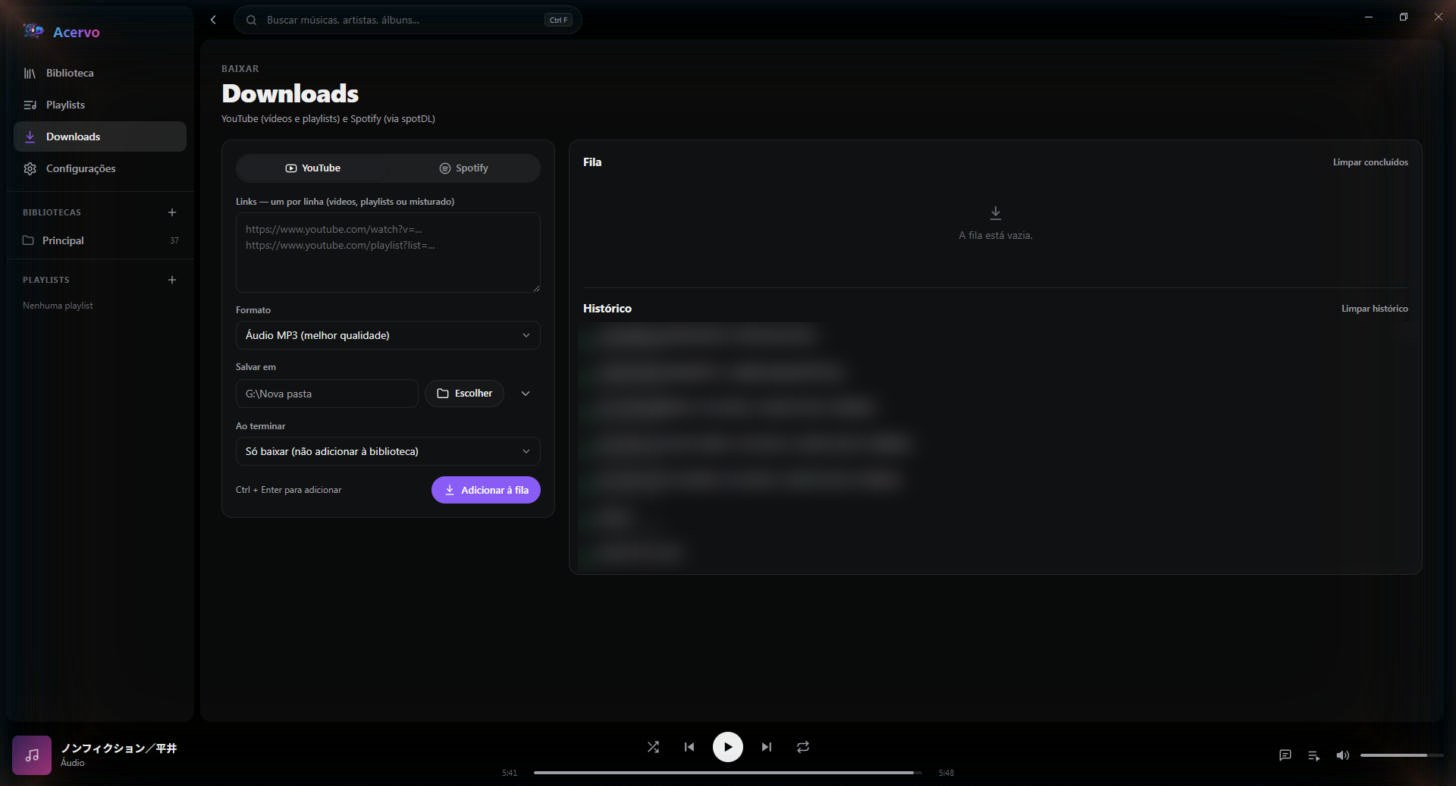 Acervo
Buscar músicas, artistas, álbuns...
Ctrl F
Biblioteca
Playlists
Downloads
Configurações
BIBLIOTECAS
Principal
37
PLAYLISTS
Nenhuma playlist
BAIXAR
Downloads
YouTube (vídeos e playlists) e Spotify (via spotDL)
YouTube
Spotify
Links — um por linha (vídeos, playlists ou misturado)
https://www.youtube.com/watch?v=...
https://www.youtube.com/playlist?list=...
Formato
Áudio MP3 (melhor qualidade)
Salvar em
G:\Nova pasta
Escolher
Ao terminar
Só baixar (não adicionar à biblioteca)
Ctrl + Enter para adicionar
Adicionar à fila
Fila
Limpar concluídos
A fila está vazia.
Histórico
Limpar histórico
ノンフィクション／平井
Áudio
5:41
5:48